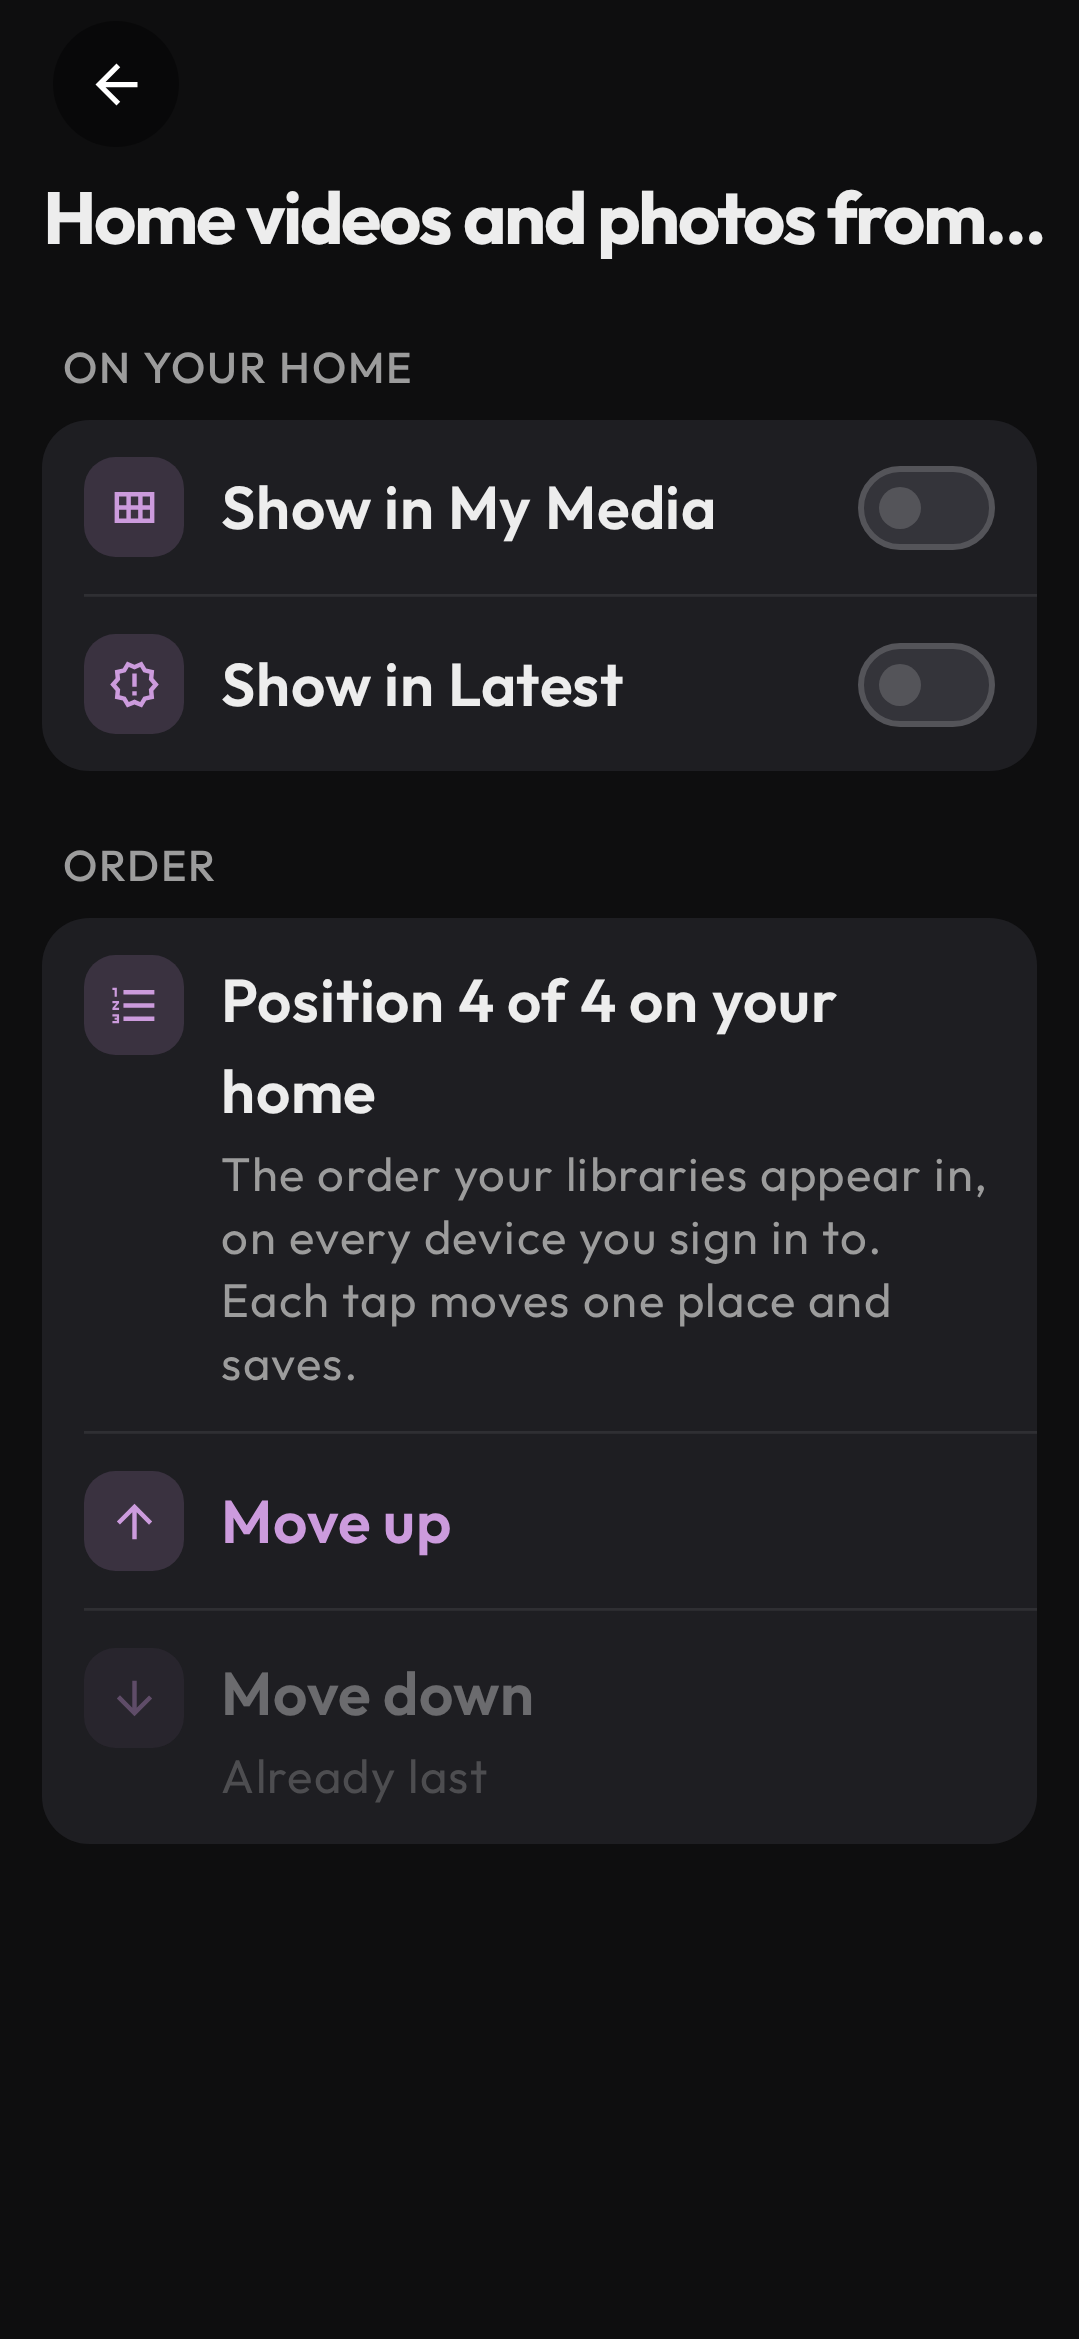 Home videos and photos from...
ON YOUR HOME
Show in My Media
Show in Latest
ORDER
Position 4 of 4 on your
home
The order your libraries appear in,
on every device you sign in to.
Each tap moves one place and
saves.
Move up
Move down
Already last